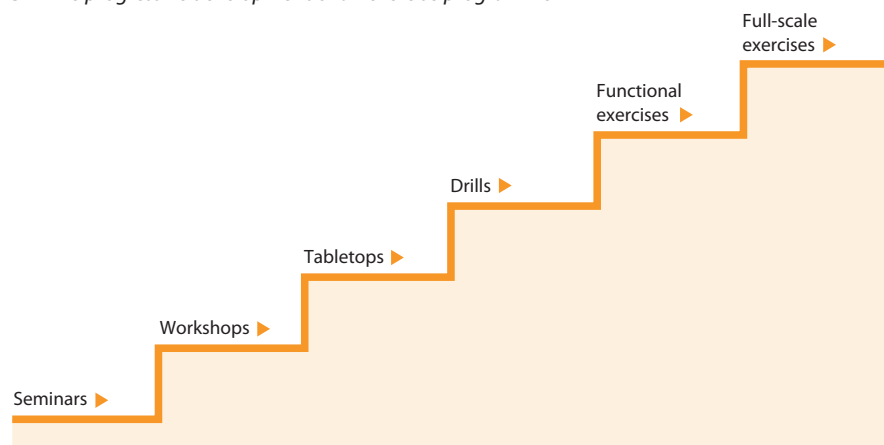 Full-scale
exercises
Functional
exercises
Drills
Tabletops
Workshops
Seminars